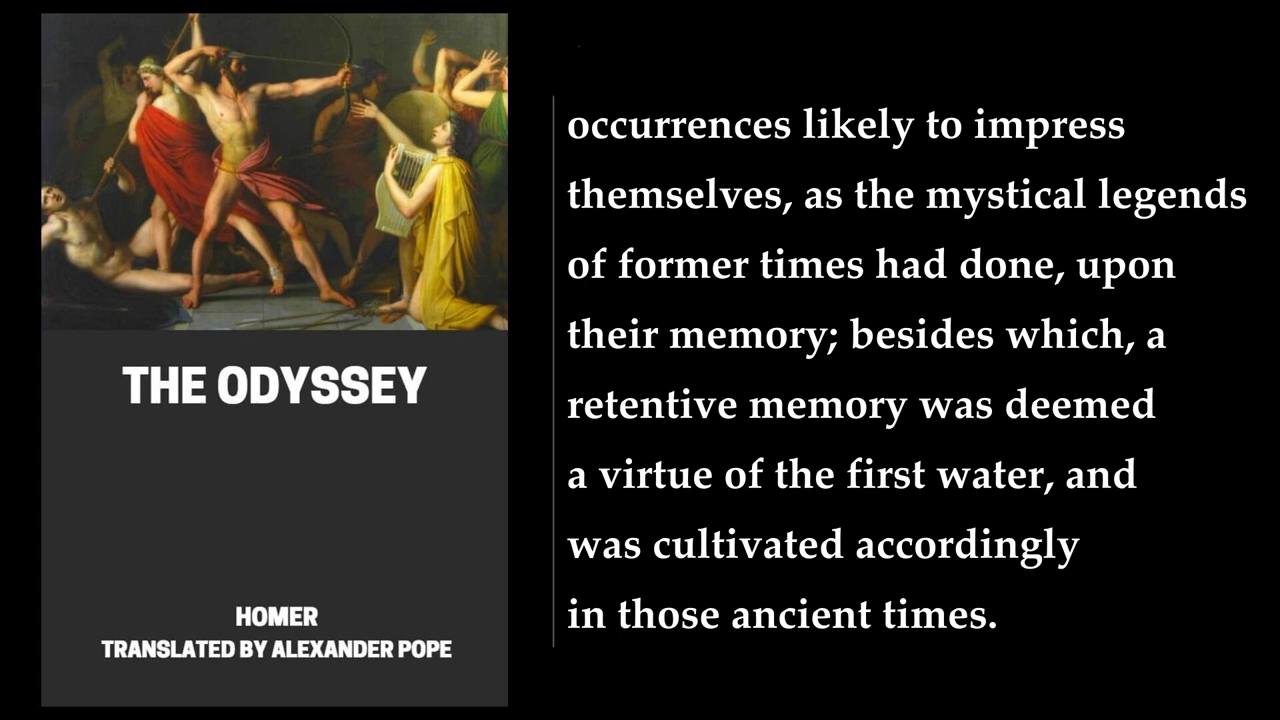 THE ODYSSEY
HOMER
TRANSLATED BY ALEXANDER POPE
occurrences likely to impress
themselves, as the mystical legends
of former times had done, upon
their memory; besides which, a
retentive memory was deemed
a virtue of the first water, and
was cultivated accordingly
in those ancient times.